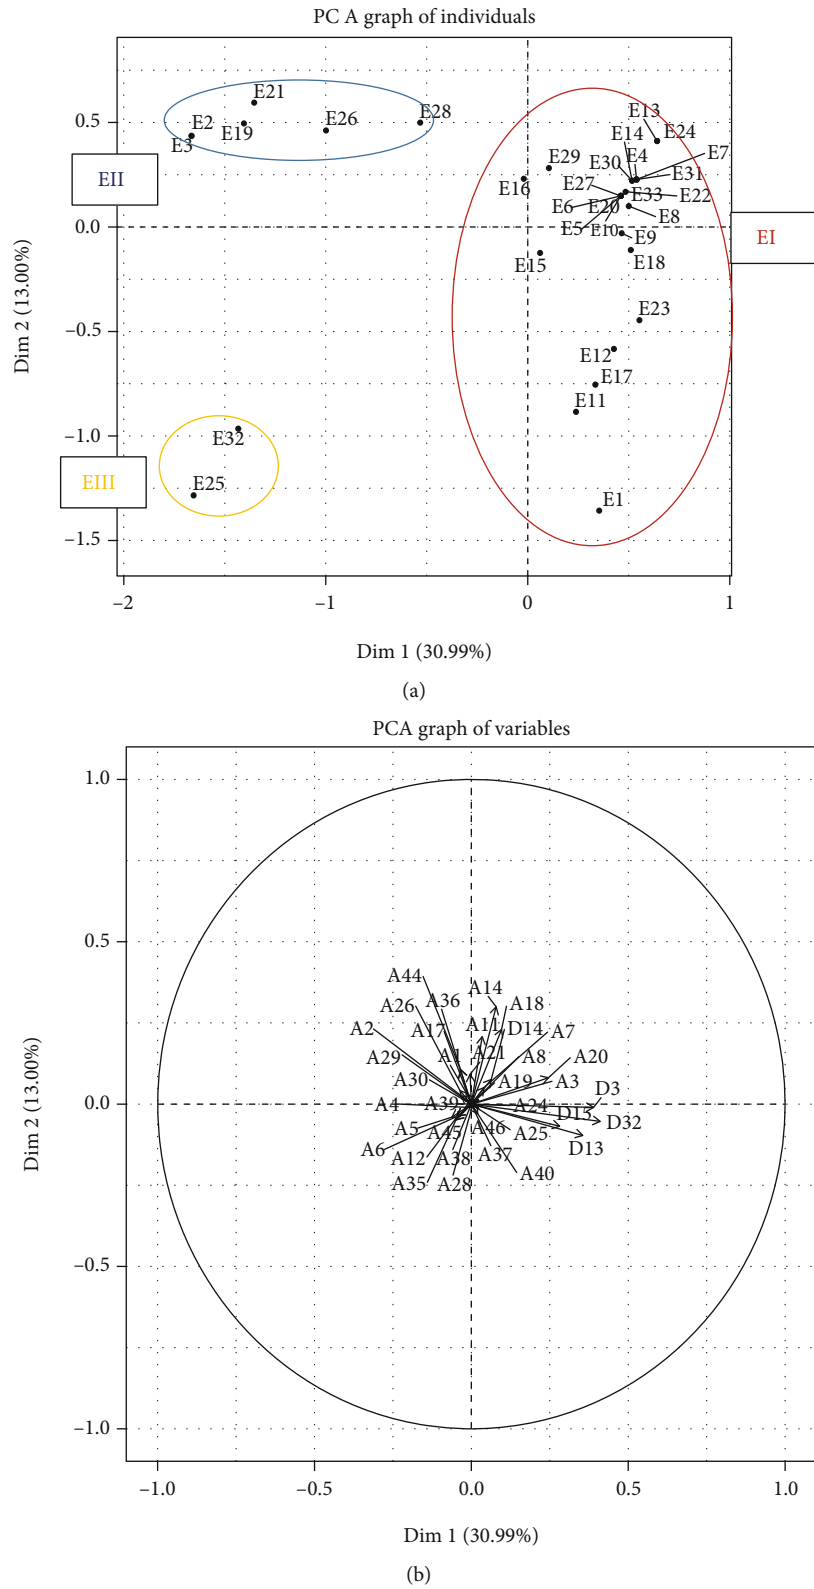 PC A graph of individuals
E21
E2
E19
E26
E28
E3
EII
E13
E14
E24
E29
E30
E4
E7
E16
E27
E31
E33
E22
E6
E20
E8
E5
E10
E9
EI
E15
E18
E23
E12
E17
E11
E32
EIII
E25
E1
0.5
0.0
−0.5
−1.0
−1.5
−2
−1
0
1
Dim 2 (13.00%)
Dim 1 (30.99%)
(a)
PCA graph of variables
A44
A14
A26
A36
A18
A2
A17
A11
D14
A7
A29
A1
A21
A8
A20
A30
A19
A3
D3
A4
A39
A24
D15
D32
A5
A45
A46
A25
A6
A12
A38
A37
D13
A35
A28
A40
1.0
0.5
0.0
−0.5
−1.0
−1.0
−0.5
0.0
0.5
1.0
Dim 2 (13.00%)
Dim 1 (30.99%)
(b)